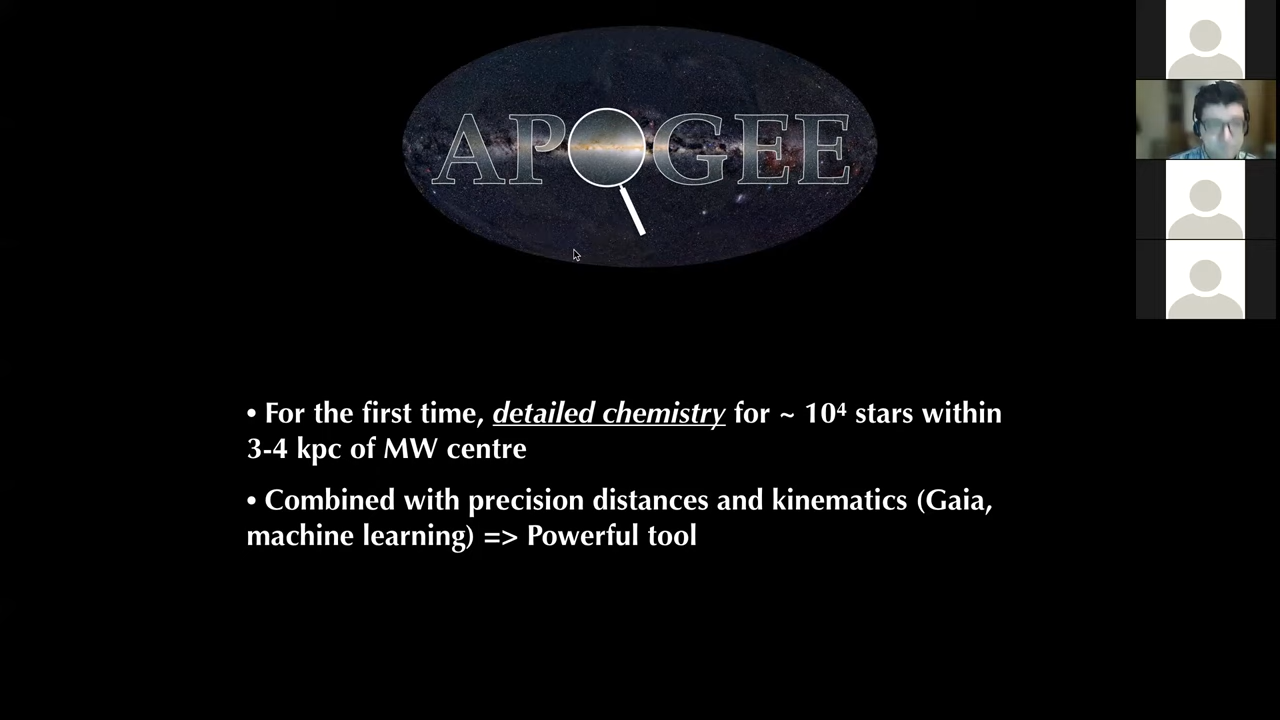 APOGEE
• For the first time, detailed chemistry for ~ 10⁴ stars within
3-4 kpc of MW centre
• Combined with precision distances and kinematics (Gaia,
machine learning) => Powerful tool